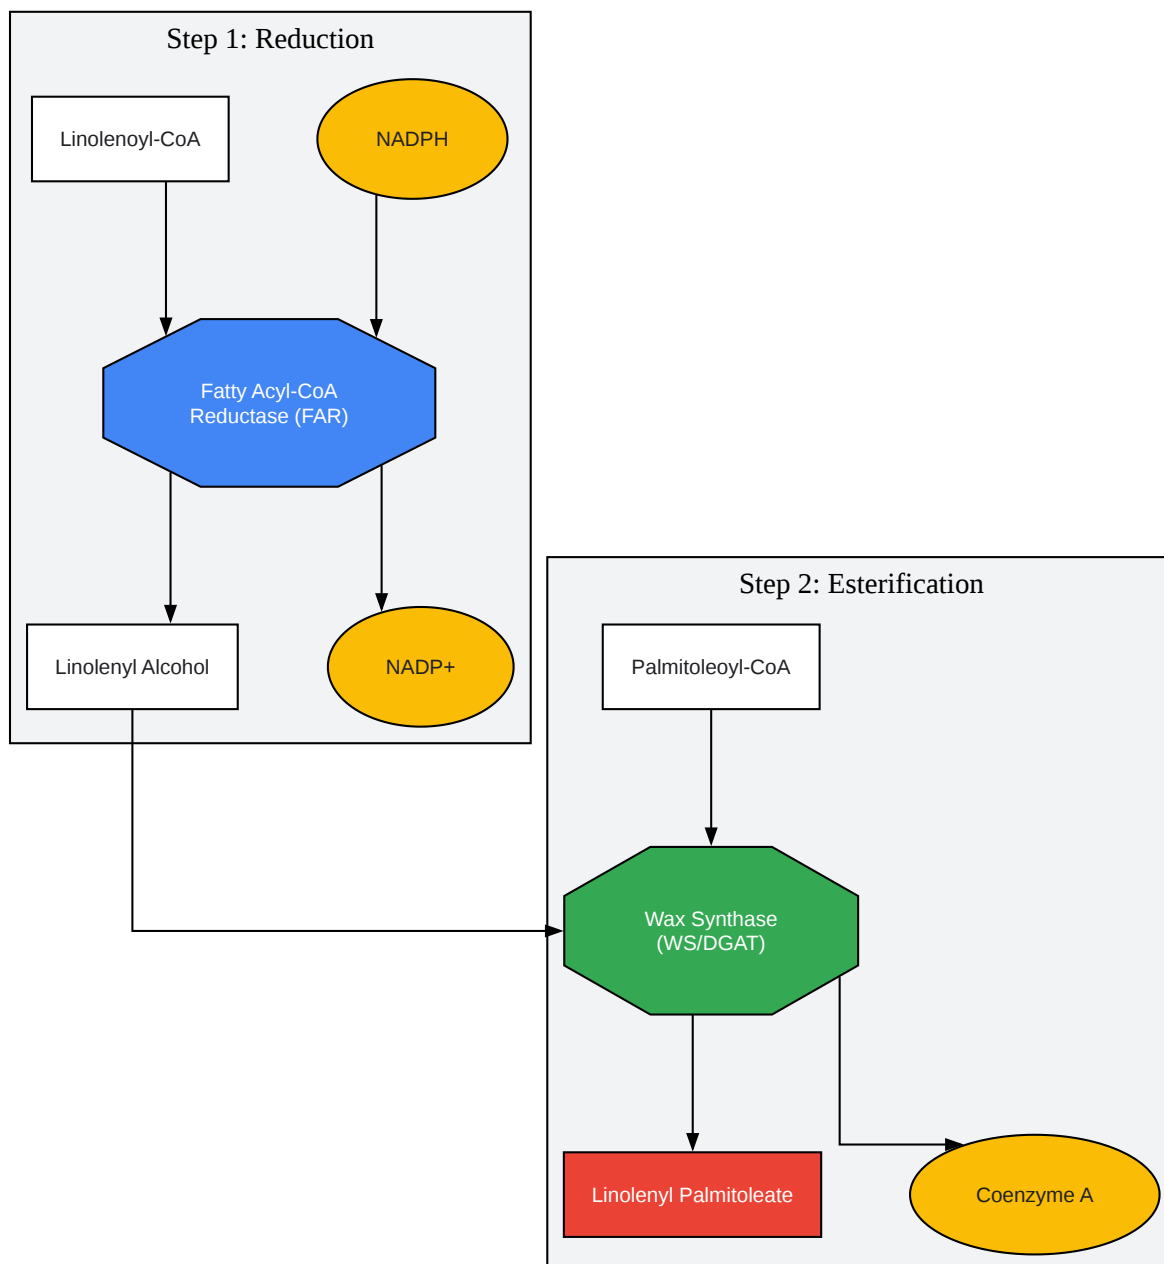 Step 1: Reduction
Linolenoyl-CoA
NADPH
Fatty Acyl-CoA
Reductase (FAR)
Linolenyl Alcohol
NADP+
Step 2: Esterification
Palmitoleoyl-CoA
Wax Synthase
(WS/DGAT)
Linolenyl Palmitoleate
Coenzyme A